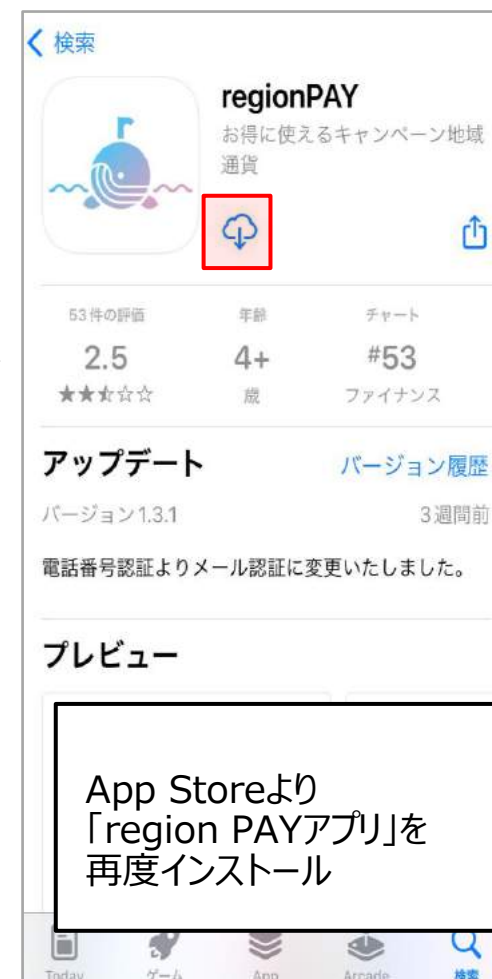 検索
regionPAY
お得に使えるキャンペーン地域
通貨
53件の評価
年齢
チャート
2.5
4+
#53
★★☆☆☆
歳
ファイナンス
アップデート
バージョン履歴
バージョン1.3.1
3週間前
電話番号認証よりメール認証に変更いたしました。
プレビュー
App Storeより
「region PAYアプリ」を
再度インストール
Today
ゲーム
App
Arcade
検索